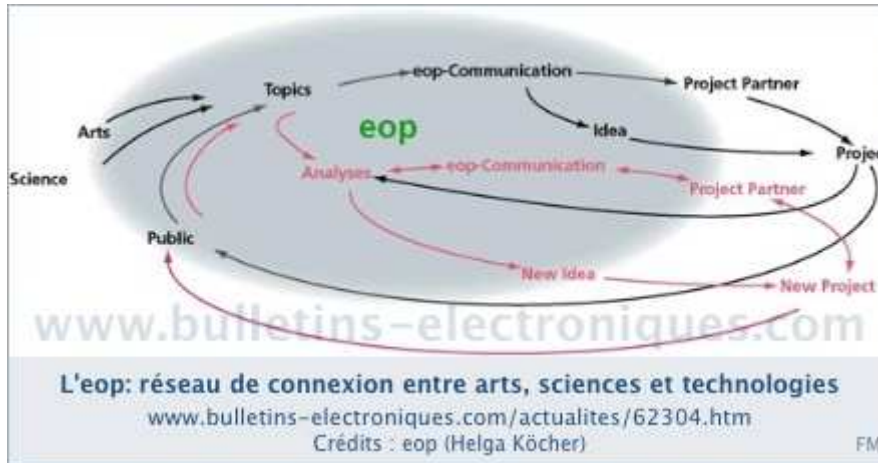 eop-Communication
Project Partner
Topics
Arts
eop
Idea
Project
Science
Analyses
eop-Communication
Project Partner
Public
New Idea
New Project
www.bulletins-electroniques.com
L'eop: réseau de connexion entre arts, sciences et technologies
www.bulletins-electroniques.com/actualites/62304.htm
Crédits : eop (Helga Köcher)
FM